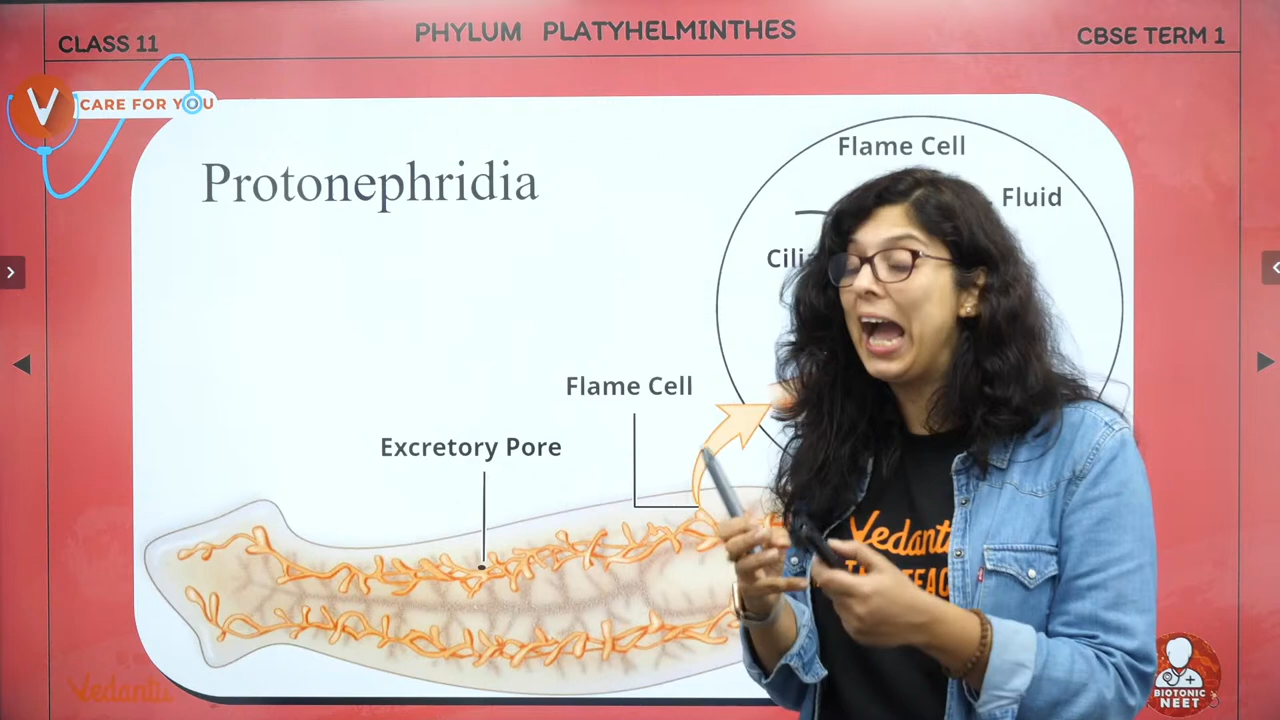 CLASS 11
PHYLUM PLATYHELMINTHES
CBSE TERM 1
V CARE FOR YOU
Protonephridia
Flame Cell
Fluid
Flame Cell
Excretory Pore
BIOTONIC
NEET